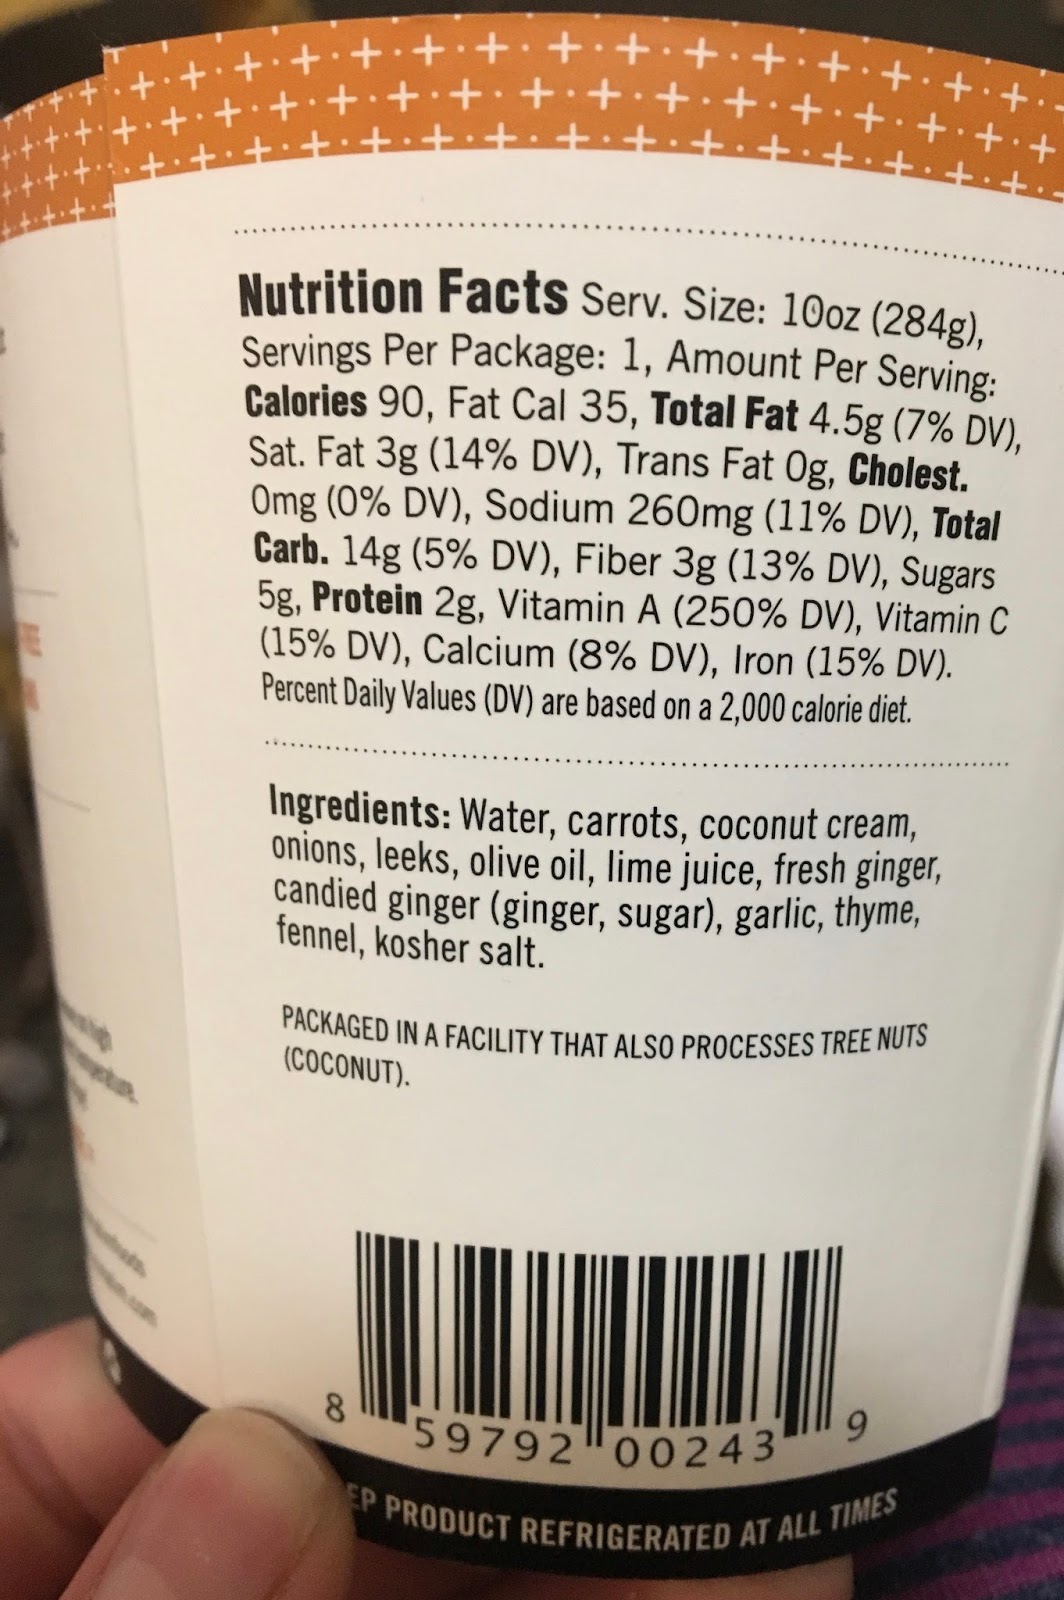 Nutrition Facts Serv. Size: 10oz (284g),
Servings Per Package: 1, Amount Per Serving:
Calories 90, Fat Cal 35, Total Fat 4.5g (7% DV),
Sat. Fat 3g (14% DV), Trans Fat 0g, Cholest.
0mg (0% DV), Sodium 260mg (11% DV), Total
Carb. 14g (5% DV), Fiber 3g (13% DV), Sugars
5g, Protein 2g, Vitamin A (250% DV), Vitamin C
(15% DV), Calcium (8% DV), Iron (15% DV).
Percent Daily Values (DV) are based on a 2,000 calorie diet.
Ingredients: Water, carrots, coconut cream,
onions, leeks, olive oil, lime juice, fresh ginger,
candied ginger (ginger, sugar), garlic, thyme,
fennel, kosher salt.
PACKAGED IN A FACILITY THAT ALSO PROCESSES TREE NUTS
(COCONUT).
8 59792 00243 9
EP PRODUCT REFRIGERATED AT ALL TIMES